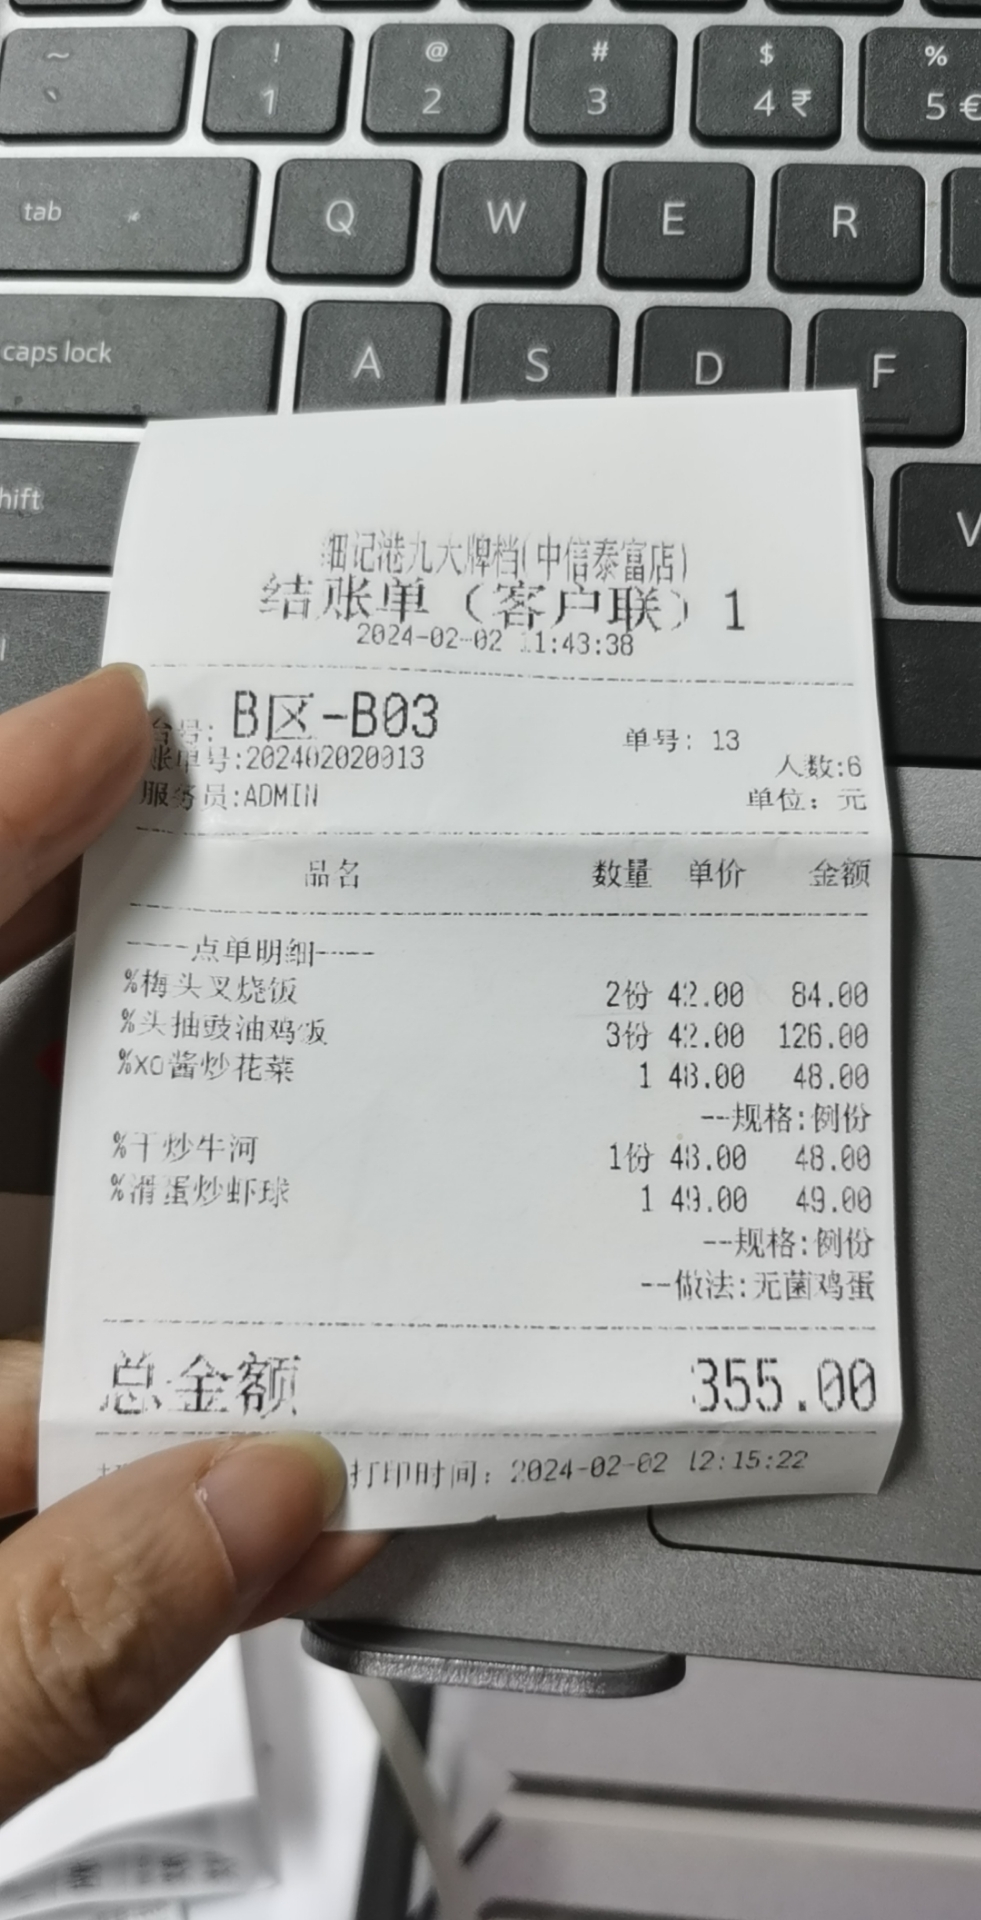 ~ ` ! 1 @ 2 # 3 $ 4 ₹ % 5 €
tab Q W E R
caps lock A S D F
hift V
细记港九大牌档(中信泰富店)
结账单（客户联）1
2024-02-02 11:43:38
台号: B区-B03 单号: 13
账单号:202402020013 人数:6
服务员:ADMIN 单位: 元
品名 数量 单价 金额
----点单明细----
%梅头叉烧饭 2份 42.00 84.00
%头抽豉油鸡饭 3份 42.00 126.00
%XO酱炒花菜 1 48.00 48.00
--规格:例份
%干炒牛河 1份 48.00 48.00
%滑蛋炒虾球 1 49.00 49.00
--规格:例份
--做法:无菌鸡蛋
总金额 355.00
打印时间: 2024-02-02 12:15:22